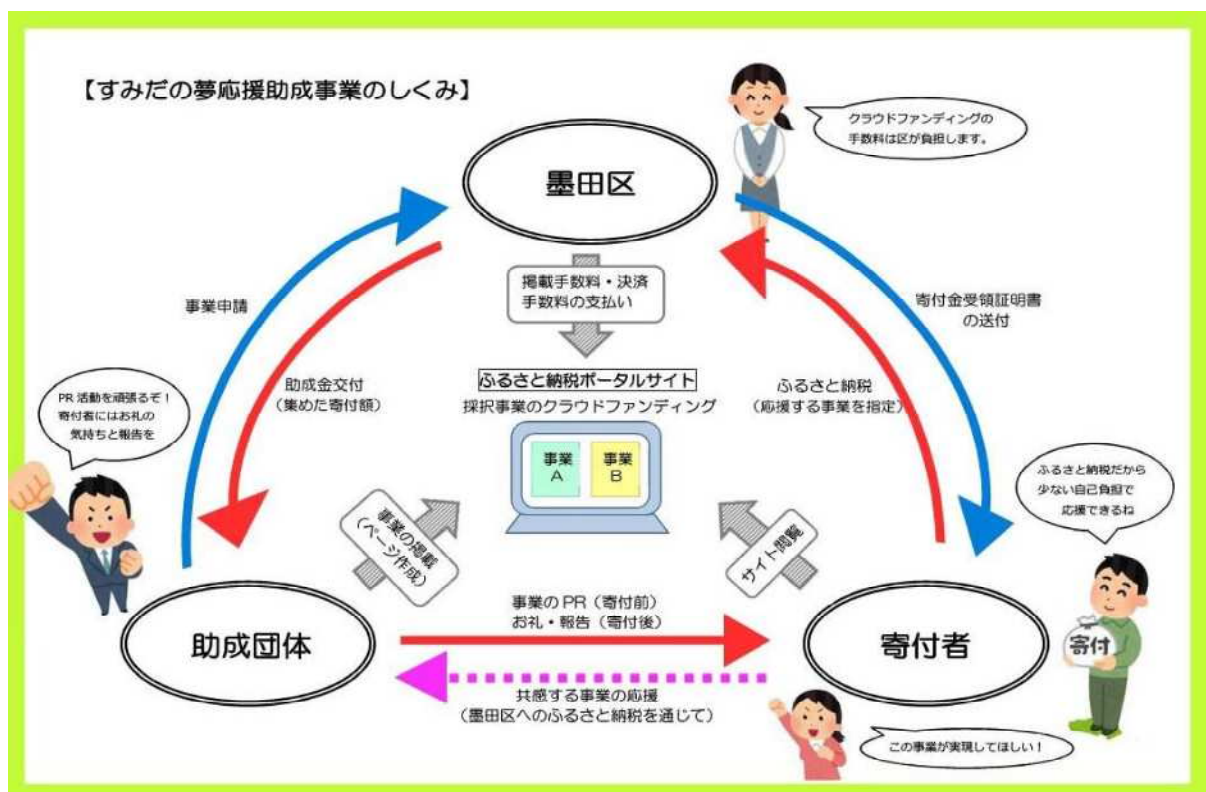 【すみだの夢応援助成事業のしくみ】
クラウドファンディングの
手数料は区が負担します。
墨田区
掲載手数料・決済
手数料の支払い
事業申請
寄付金受領証明書
の送付
助成金交付
(集めた寄付額)
ふるさと納税ポータルサイト
採択事業のクラウドファンディング
ふるさと納税
(応援する事業を指定)
PR活動を頑張るぞ!
寄付者にはお礼の
気持ちと報告を
事業
A
事業
B
ふるさと納税だから
少ない自己負担で
応援できるね
事業の掲載
(ページ作成)
サイト閲覧
事業のPR(寄付前)
お礼・報告(寄付後)
助成団体
寄付者
寄付
共感する事業の応援
(墨田区へのふるさと納税を通じて)
この事業が実現してほしい!